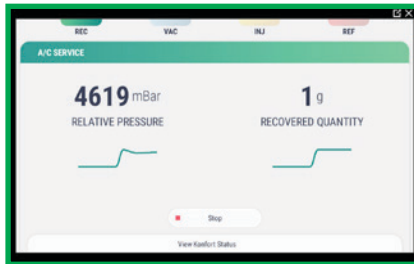 REC VAC INJ REF
A/C SERVICE
4619 mBar 1 g
RELATIVE PRESSURE RECOVERED QUANTITY
Stop
View Konfort Status